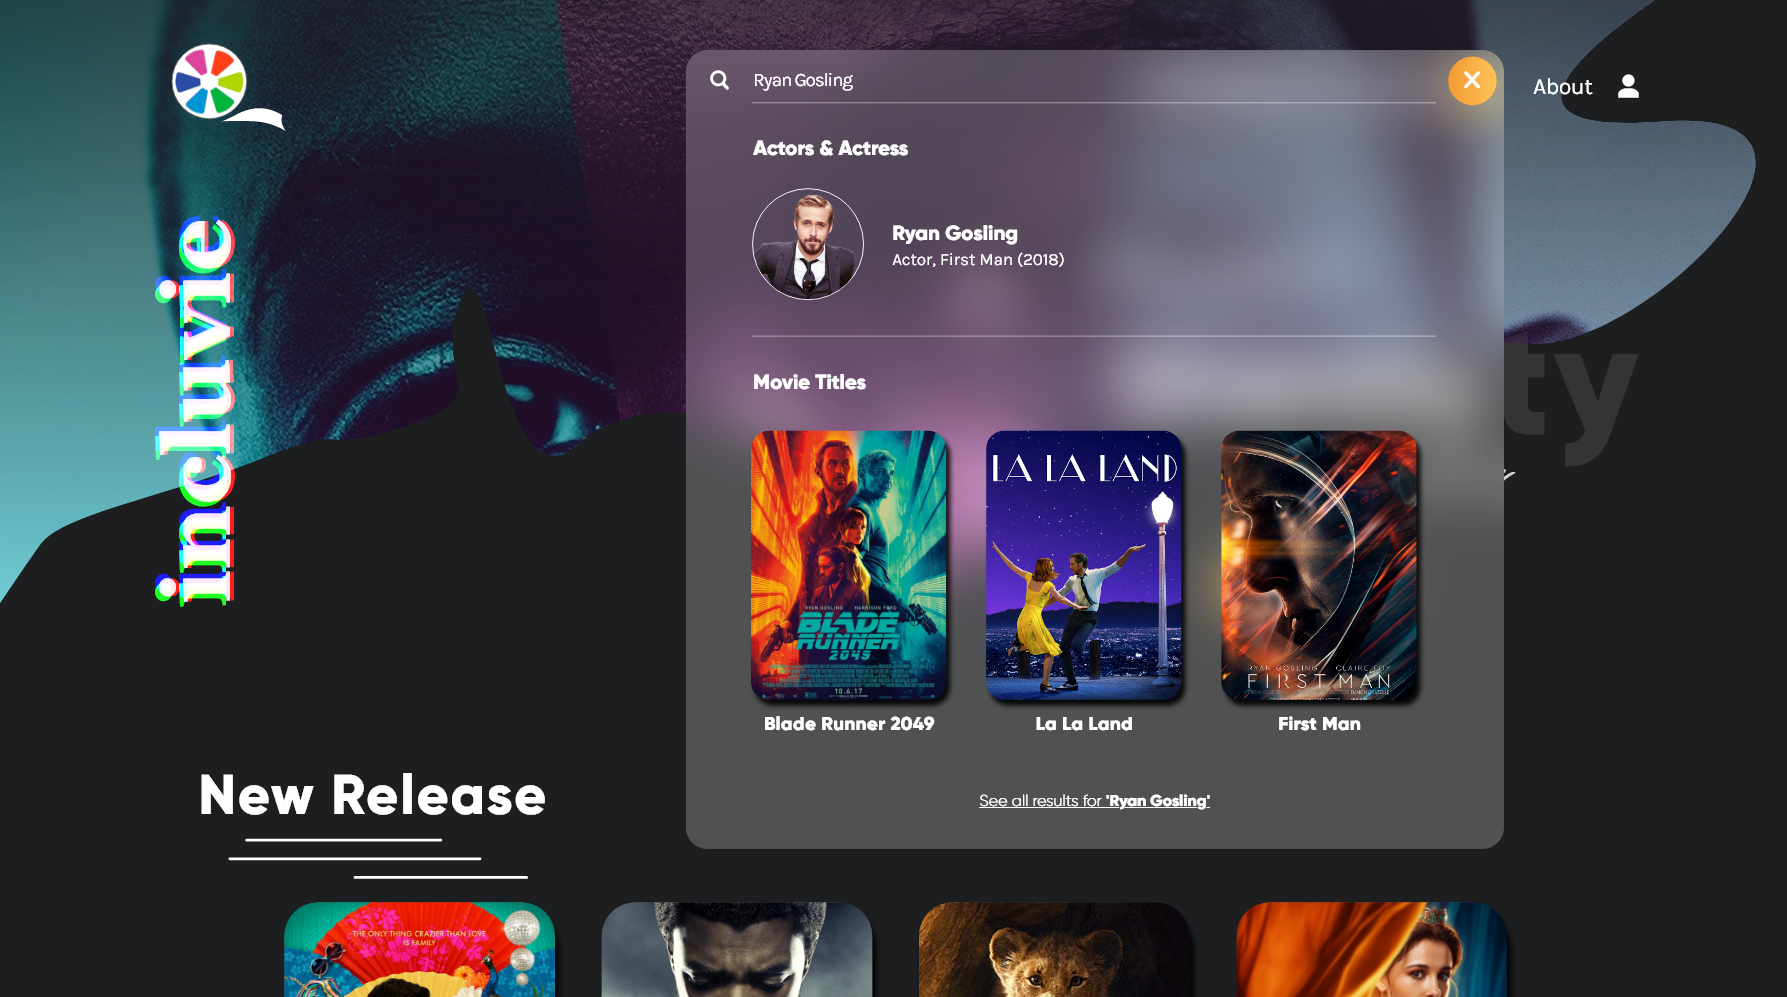 Ryan Gosling
About
Actors & Actress
Ryan Gosling
Actor, First Man (2018)
incluvie
ty
Movie Titles
RYAN GOSLING HARRISON FORD
BLADE
RUNNER
2049
10.6.17
LA LA LAND
RYAN GOSLING CLAIRE FOY
FIRST MAN
Blade Runner 2049
La La Land
First Man
See all results for 'Ryan Gosling'
New Release
THE ONLY THING CRAZIER THAN LOVE
IS FAMILY